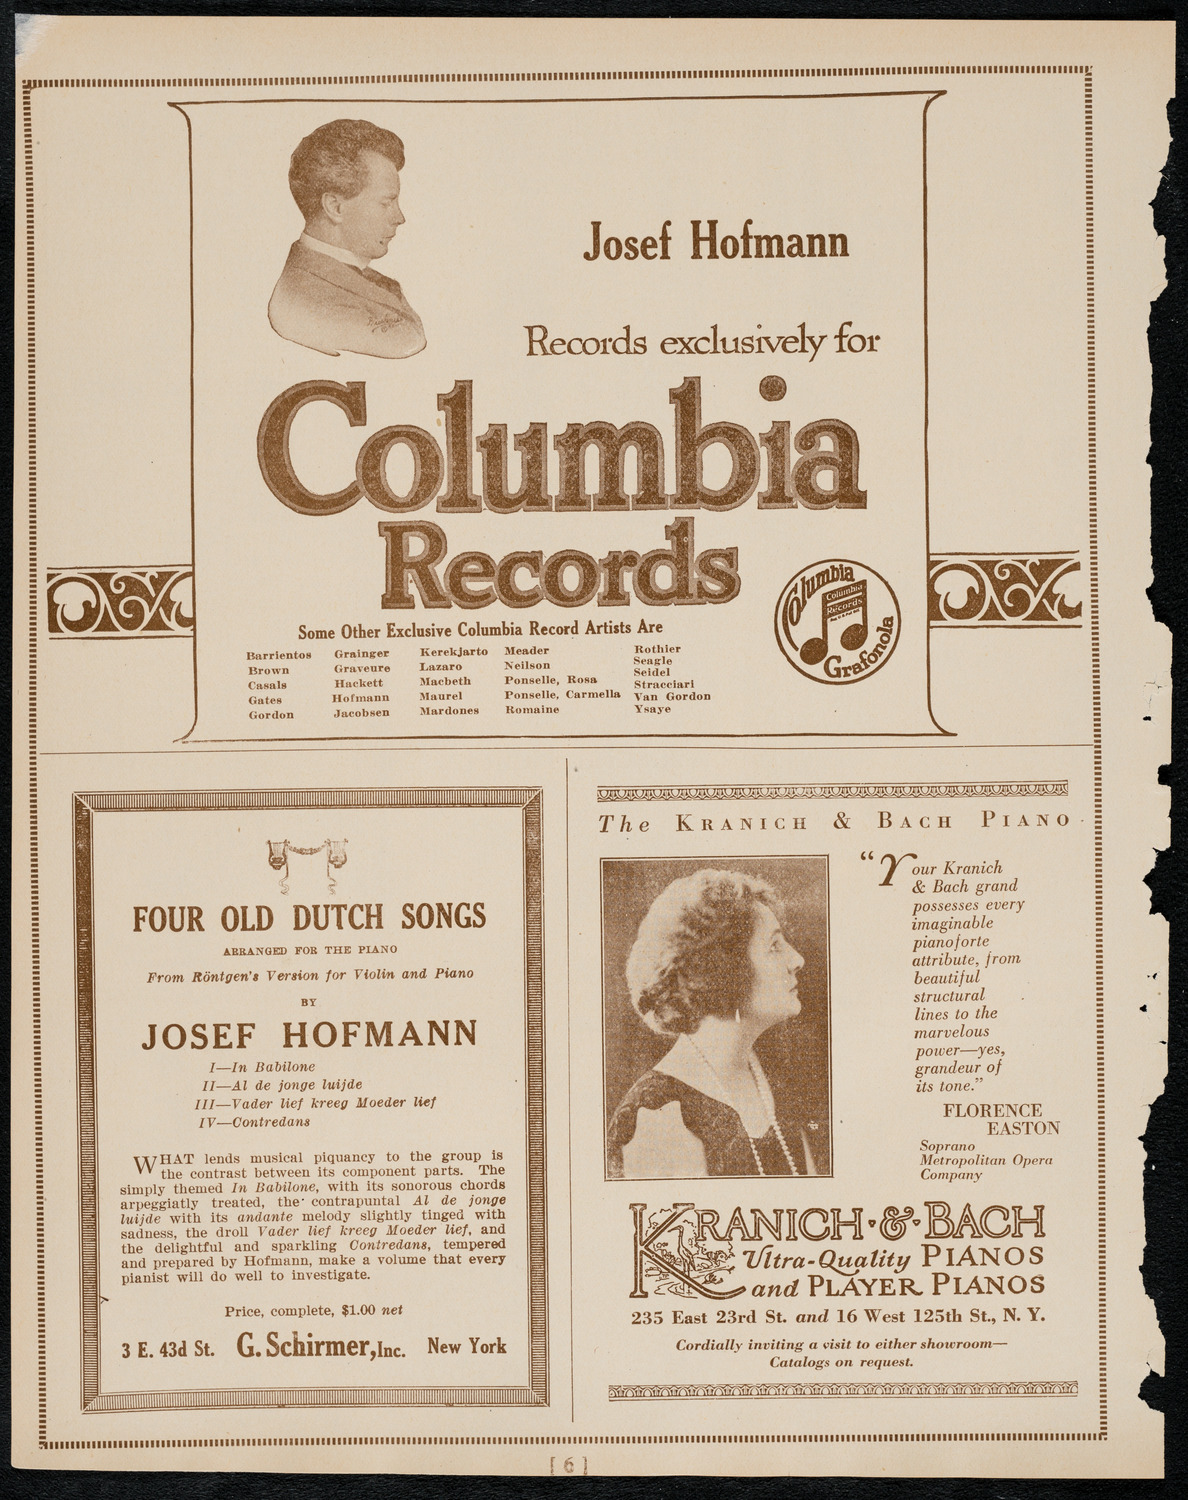 Josef Hofmann
Records exclusively for
Columbia
Records
Columbia
Columbia
Records
Grafonola
Some Other Exclusive Columbia Record Artists Are
Barrientos
Brown
Casals
Gates
Gordon
Grainger
Graveure
Hackett
Hofmann
Jacobsen
Kerekjarto
Lazaro
Macbeth
Maurel
Mardones
Meader
Neilson
Ponselle, Rosa
Ponselle, Carmella
Romaine
Rothier
Seagle
Seidel
Stracciari
Van Gordon
Ysaye
FOUR OLD DUTCH SONGS
ARRANGED FOR THE PIANO
From Röntgen's Version for Violin and Piano
BY
JOSEF HOFMANN
I—In Babilone
II—Al de jonge luijde
III—Vader lief kreeg Moeder lief
IV—Contredans
WHAT lends musical piquancy to the group is
the contrast between its component parts. The
simply themed In Babilone, with its sonorous chords
arpeggiatly treated, the contrapuntal Al de jonge
luijde with its andante melody slightly tinged with
sadness, the droll Vader lief kreeg Moeder lief, and
the delightful and sparkling Contredans, tempered
and prepared by Hofmann, make a volume that every
pianist will do well to investigate.
Price, complete, $1.00 net
3 E. 43d St. G. Schirmer, Inc. New York
The KRANICH & BACH PIANO
"Your Kranich
& Bach grand
possesses every
imaginable
pianoforte
attribute, from
beautiful
structural
lines to the
marvelous
power—yes,
grandeur of
its tone."
FLORENCE
EASTON
Soprano
Metropolitan Opera
Company
KRANICH·&·BACH
Ultra-Quality PIANOS
and PLAYER PIANOS
235 East 23rd St. and 16 West 125th St., N. Y.
Cordially inviting a visit to either showroom—
Catalogs on request.
[ 6 ]